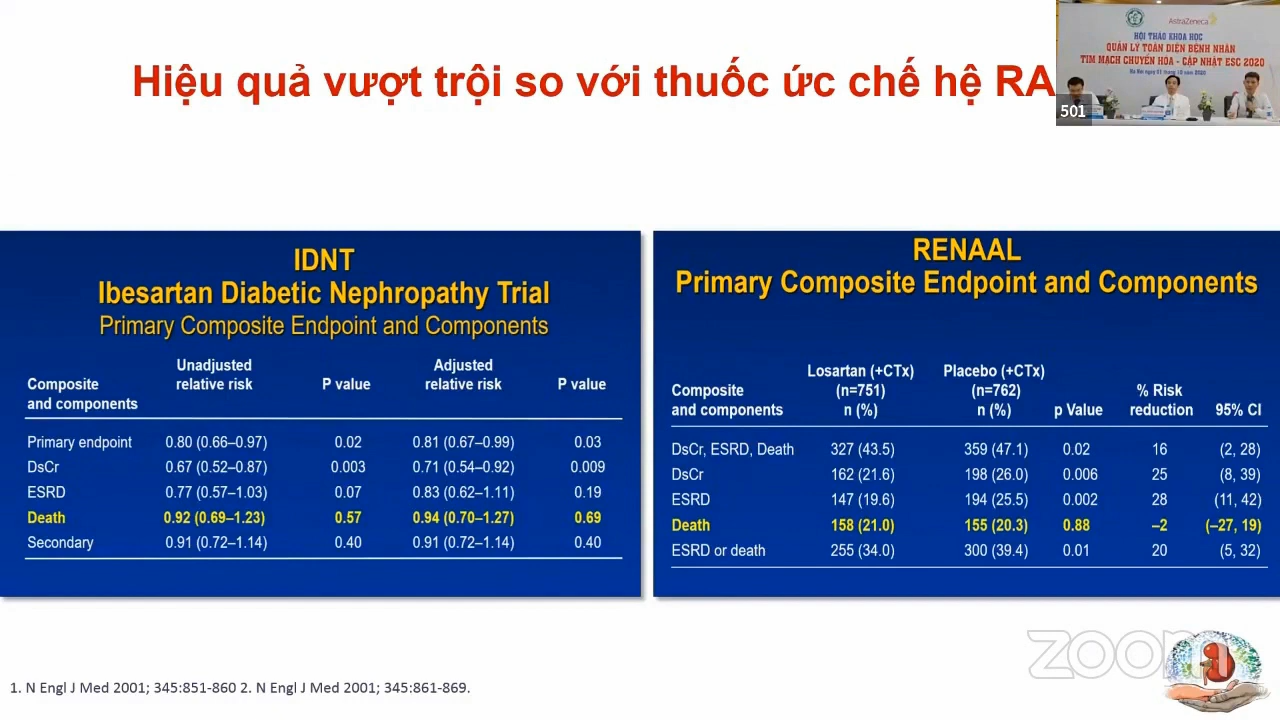 Hiệu quả vượt trội so với thuốc ức chế hệ RA
AstraZeneca
HỘI THẢO KHOA HỌC
QUẢN LÝ TOÀN DIỆN BỆNH NHÂN
TIM MẠCH CHUYỂN HÓA - CẬP NHẬT ESC 2020
501
IDNT
Ibesartan Diabetic Nephropathy Trial
Primary Composite Endpoint and Components
Composite and components Unadjusted relative risk P value Adjusted relative risk P value
Primary endpoint 0.80 (0.66–0.97) 0.02 0.81 (0.67–0.99) 0.03
DsCr 0.67 (0.52–0.87) 0.003 0.71 (0.54–0.92) 0.009
ESRD 0.77 (0.57–1.03) 0.07 0.83 (0.62–1.11) 0.19
Death 0.92 (0.69–1.23) 0.57 0.94 (0.70–1.27) 0.69
Secondary 0.91 (0.72–1.14) 0.40 0.91 (0.72–1.14) 0.40
RENAAL
Primary Composite Endpoint and Components
Composite and components Losartan (+CTx) (n=751) n (%) Placebo (+CTx) (n=762) n (%) p Value % Risk reduction 95% CI
DsCr, ESRD, Death 327 (43.5) 359 (47.1) 0.02 16 (2, 28)
DsCr 162 (21.6) 198 (26.0) 0.006 25 (8, 39)
ESRD 147 (19.6) 194 (25.5) 0.002 28 (11, 42)
Death 158 (21.0) 155 (20.3) 0.88 –2 (–27, 19)
ESRD or death 255 (34.0) 300 (39.4) 0.01 20 (5, 32)
zoom
1. N Engl J Med 2001; 345:851-860 2. N Engl J Med 2001; 345:861-869.